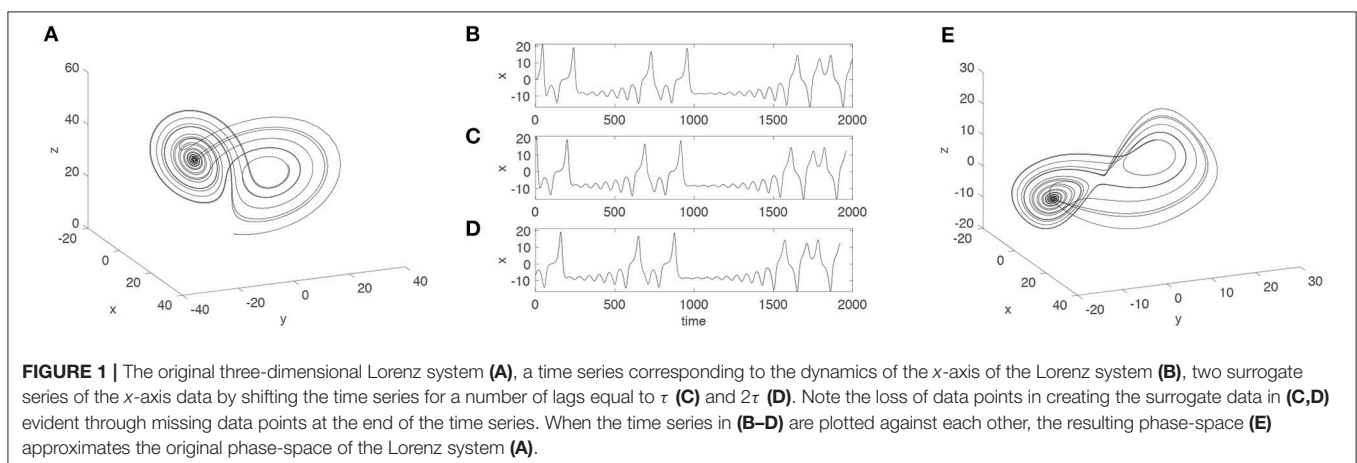 A
60
40
20
0
z
-20
0
20
40
x
-40
-20
0
20
40
y
B
20
10
0
-10
x
0
500
1000
1500
2000
C
20
10
0
-10
x
0
500
1000
1500
2000
D
20
10
0
-10
x
0
500
1000
1500
2000
time
E
30
20
10
0
-10
-20
z
-20
0
20
40
x
-20
-10
0
10
20
30
y
FIGURE 1 | The original three-dimensional Lorenz system (A), a time series corresponding to the dynamics of the x-axis of the Lorenz system (B), two surrogate
series of the x-axis data by shifting the time series for a number of lags equal to τ (C) and 2τ (D). Note the loss of data points in creating the surrogate data in (C,D)
evident through missing data points at the end of the time series. When the time series in (B–D) are plotted against each other, the resulting phase-space (E)
approximates the original phase-space of the Lorenz system (A).